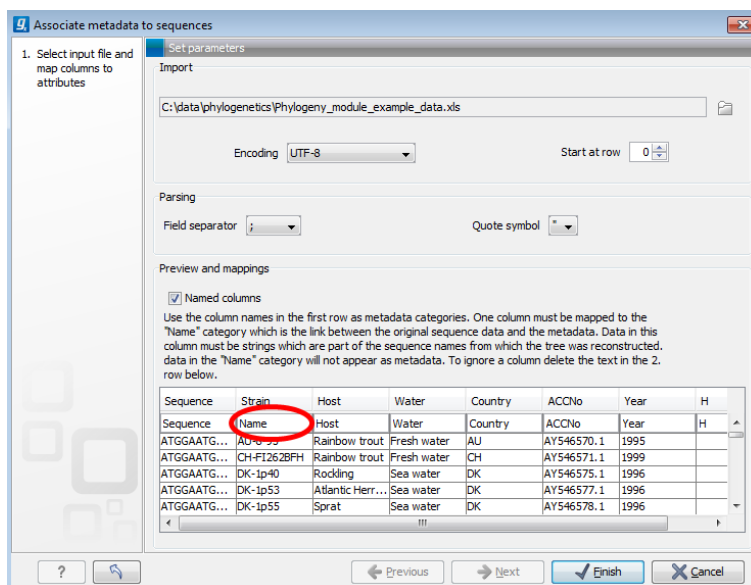 Associate metadata to sequences
1. Select input file and
map columns to
attributes
Set parameters
Import
C:\data\phylogenetics\Phylogeny_module_example_data.xls
Encoding UTF-8 Start at row 0
Parsing
Field separator ; Quote symbol "
Preview and mappings
Named columns
Use the column names in the first row as metadata categories. One column must be mapped to the
"Name" category which is the link between the original sequence data and the metadata. Data in this
column must be strings which are part of the sequence names from which the tree was reconstructed.
data in the "Name" category will not appear as metadata. To ignore a column delete the text in the 2.
row below.
Sequence Strain Host Water Country ACCNo Year H
Sequence Name Host Water Country ACCNo Year H
ATGGAATG... Rainbow trout Fresh water AU AY546570.1 1995
ATGGAATG... CH-FI262BFH Rainbow trout Fresh water CH AY546571.1 1999
ATGGAATG... DK-1p40 Rockling Sea water DK AY546575.1 1996
ATGGAATG... DK-1p53 Atlantic Herr... Sea water DK AY546577.1 1996
ATGGAATG... DK-1p55 Sprat Sea water DK AY546578.1 1996
? Previous Next Finish Cancel